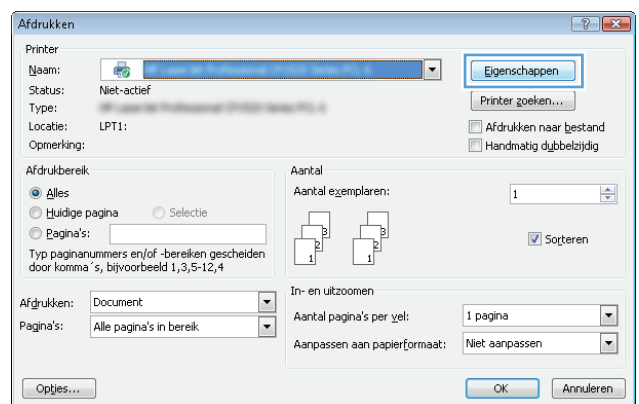 Afdrukken
Printer
Naam:
Eigenschappen
Status: Niet-actief
Printer zoeken...
Type:
Locatie: LPT1:
Afdrukken naar bestand
Opmerking:
Handmatig dubbelzijdig
Afdrukbereik
Alles
Huidige pagina Selectie
Pagina's:
Typ paginanummers en/of -bereiken gescheiden
door komma´s, bijvoorbeeld 1,3,5-12,4
Aantal
Aantal exemplaren: 1
3 3
2 2
1 1
Sorteren
Afdrukken: Document
Pagina's: Alle pagina's in bereik
In- en uitzoomen
Aantal pagina's per vel: 1 pagina
Aanpassen aan papierformaat: Niet aanpassen
Opties...
OK Annuleren